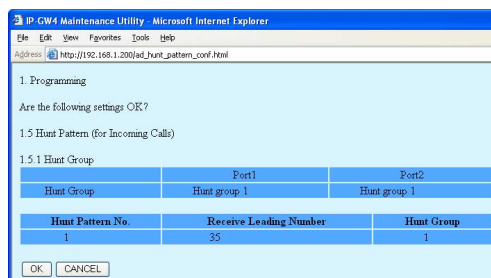 IP-GW4 Maintenance Utility - Microsoft Internet Explorer
File Edit View Favorites Tools Help
Address http://192.168.1.200/ad_hunt_pattern_conf.html
1. Programming
Are the following settings OK?
1.5 Hunt Pattern (for Incoming Calls)
1.5.1 Hunt Group
Port1 Port2
Hunt Group Hunt group 1 Hunt group 1
Hunt Pattern No. Receive Leading Number Hunt Group
1 35 1
OK CANCEL